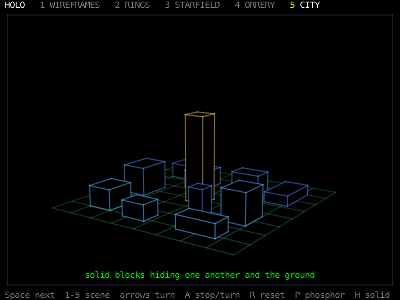 HOLO 1 WIREFRAMES 2 RINGS 3 STARFIELD 4 ORRERY 5 CITY
solid blocks hiding one another and the ground
Space next 1-5 scene arrows turn A stop/turn R reset P phosphor H solid